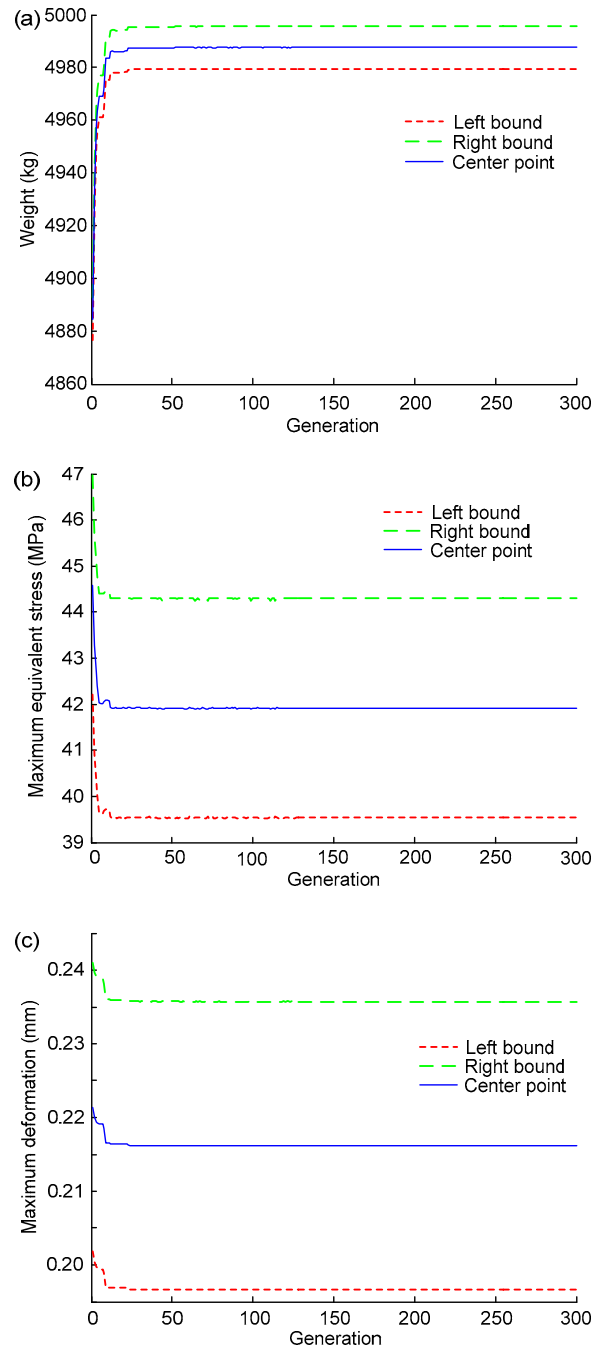 (a)
5000
4980
4960
4940
4920
4900
4880
4860
Weight (kg)
Left bound
Right bound
Center point
0 50 100 150 200 250 300
Generation
(b)
47
46
45
44
43
42
41
40
39
Maximum equivalent stress (MPa)
Left bound
Right bound
Center point
0 50 100 150 200 250 300
Generation
(c)
0.24
0.23
0.22
0.21
0.20
Maximum deformation (mm)
Left bound
Right bound
Center point
0 50 100 150 200 250 300
Generation